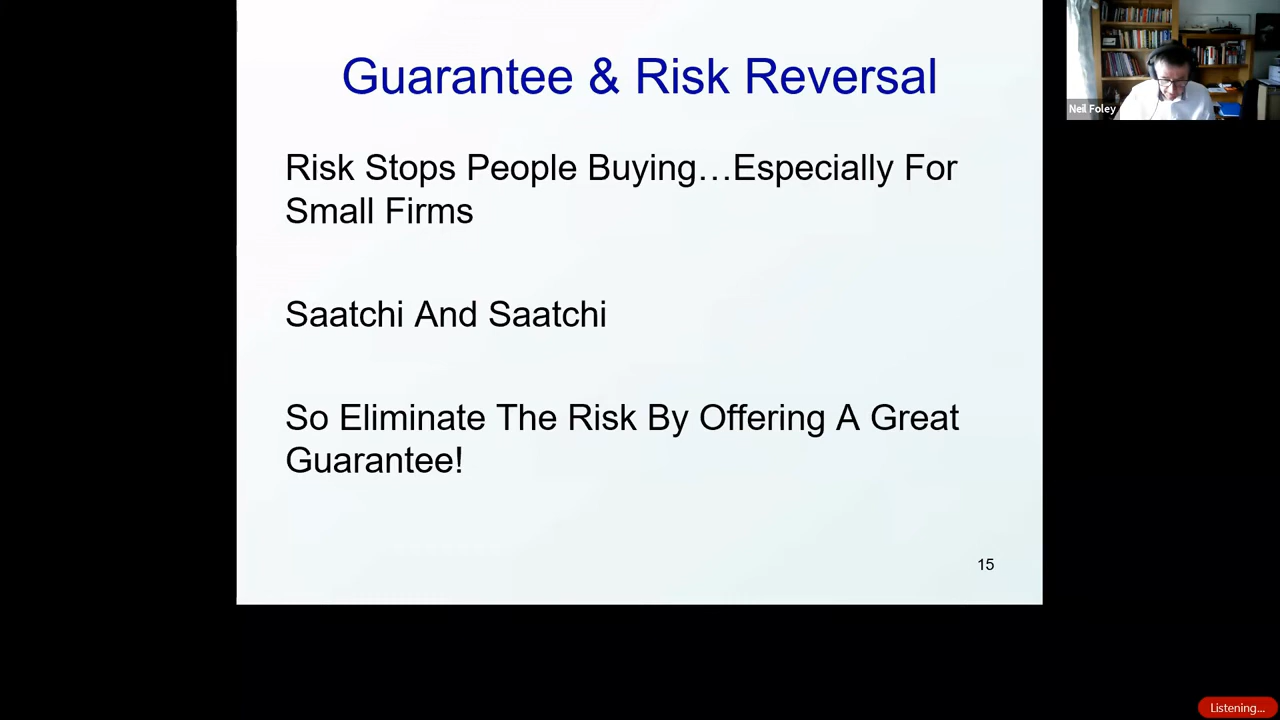 Guarantee & Risk Reversal
Neil Foley
Risk Stops People Buying…Especially For
Small Firms
Saatchi And Saatchi
So Eliminate The Risk By Offering A Great
Guarantee!
15
Listening...